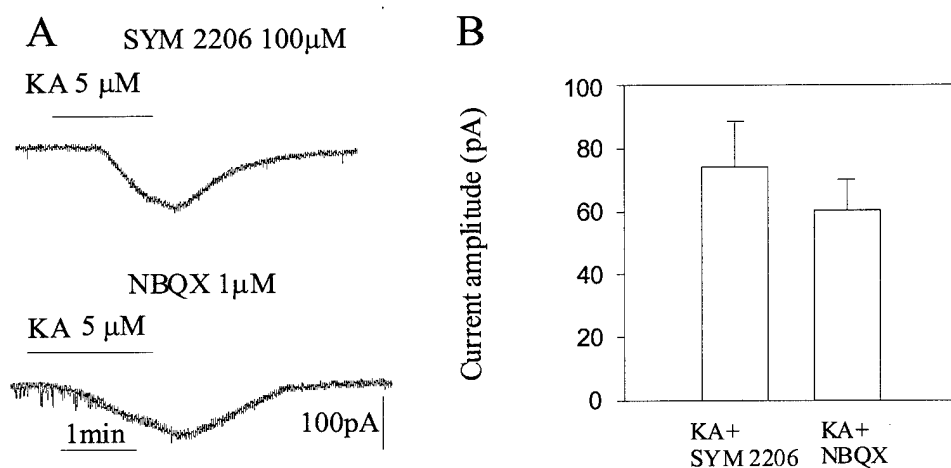 A
SYM 2206 100μM
KA 5 μM
NBQX 1μM
KA 5 μM
1min
100pA
B
Current amplitude (pA)
100
80
60
40
20
0
KA+
SYM 2206
KA+
NBQX